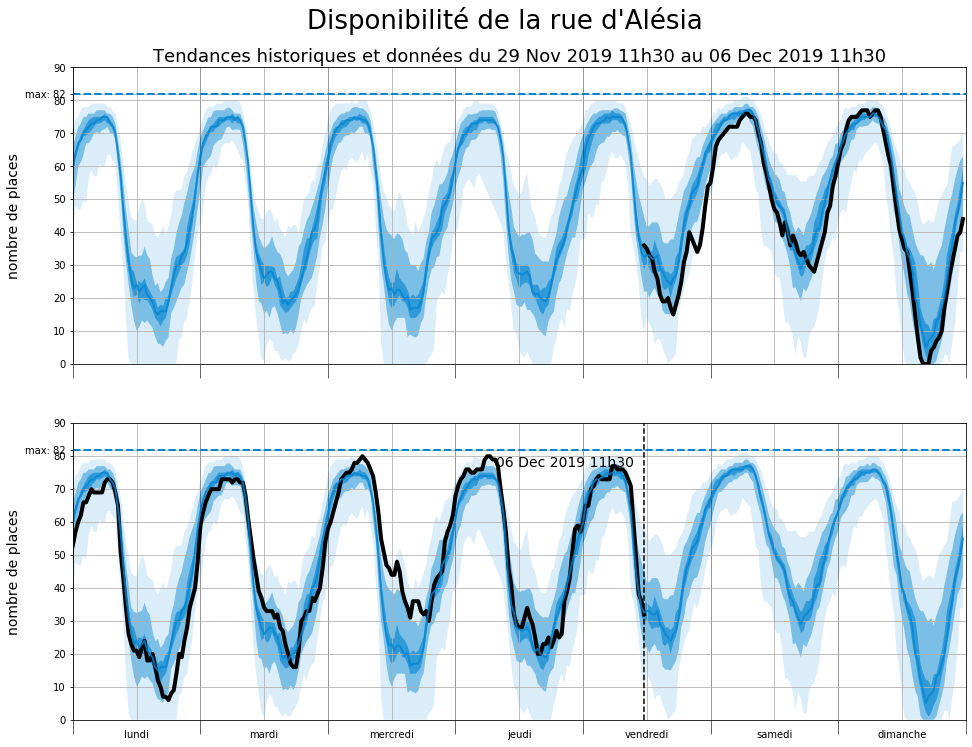 Disponibilité de la rue d'Alésia
Tendances historiques et données du 29 Nov 2019 11h30 au 06 Dec 2019 11h30
90
max: 82
80
70
60
50
40
30
20
10
0
nombre de places
90
max: 82
80
70
60
50
40
30
20
10
0
nombre de places
06 Dec 2019 11h30
lundi mardi mercredi jeudi vendredi samedi dimanche